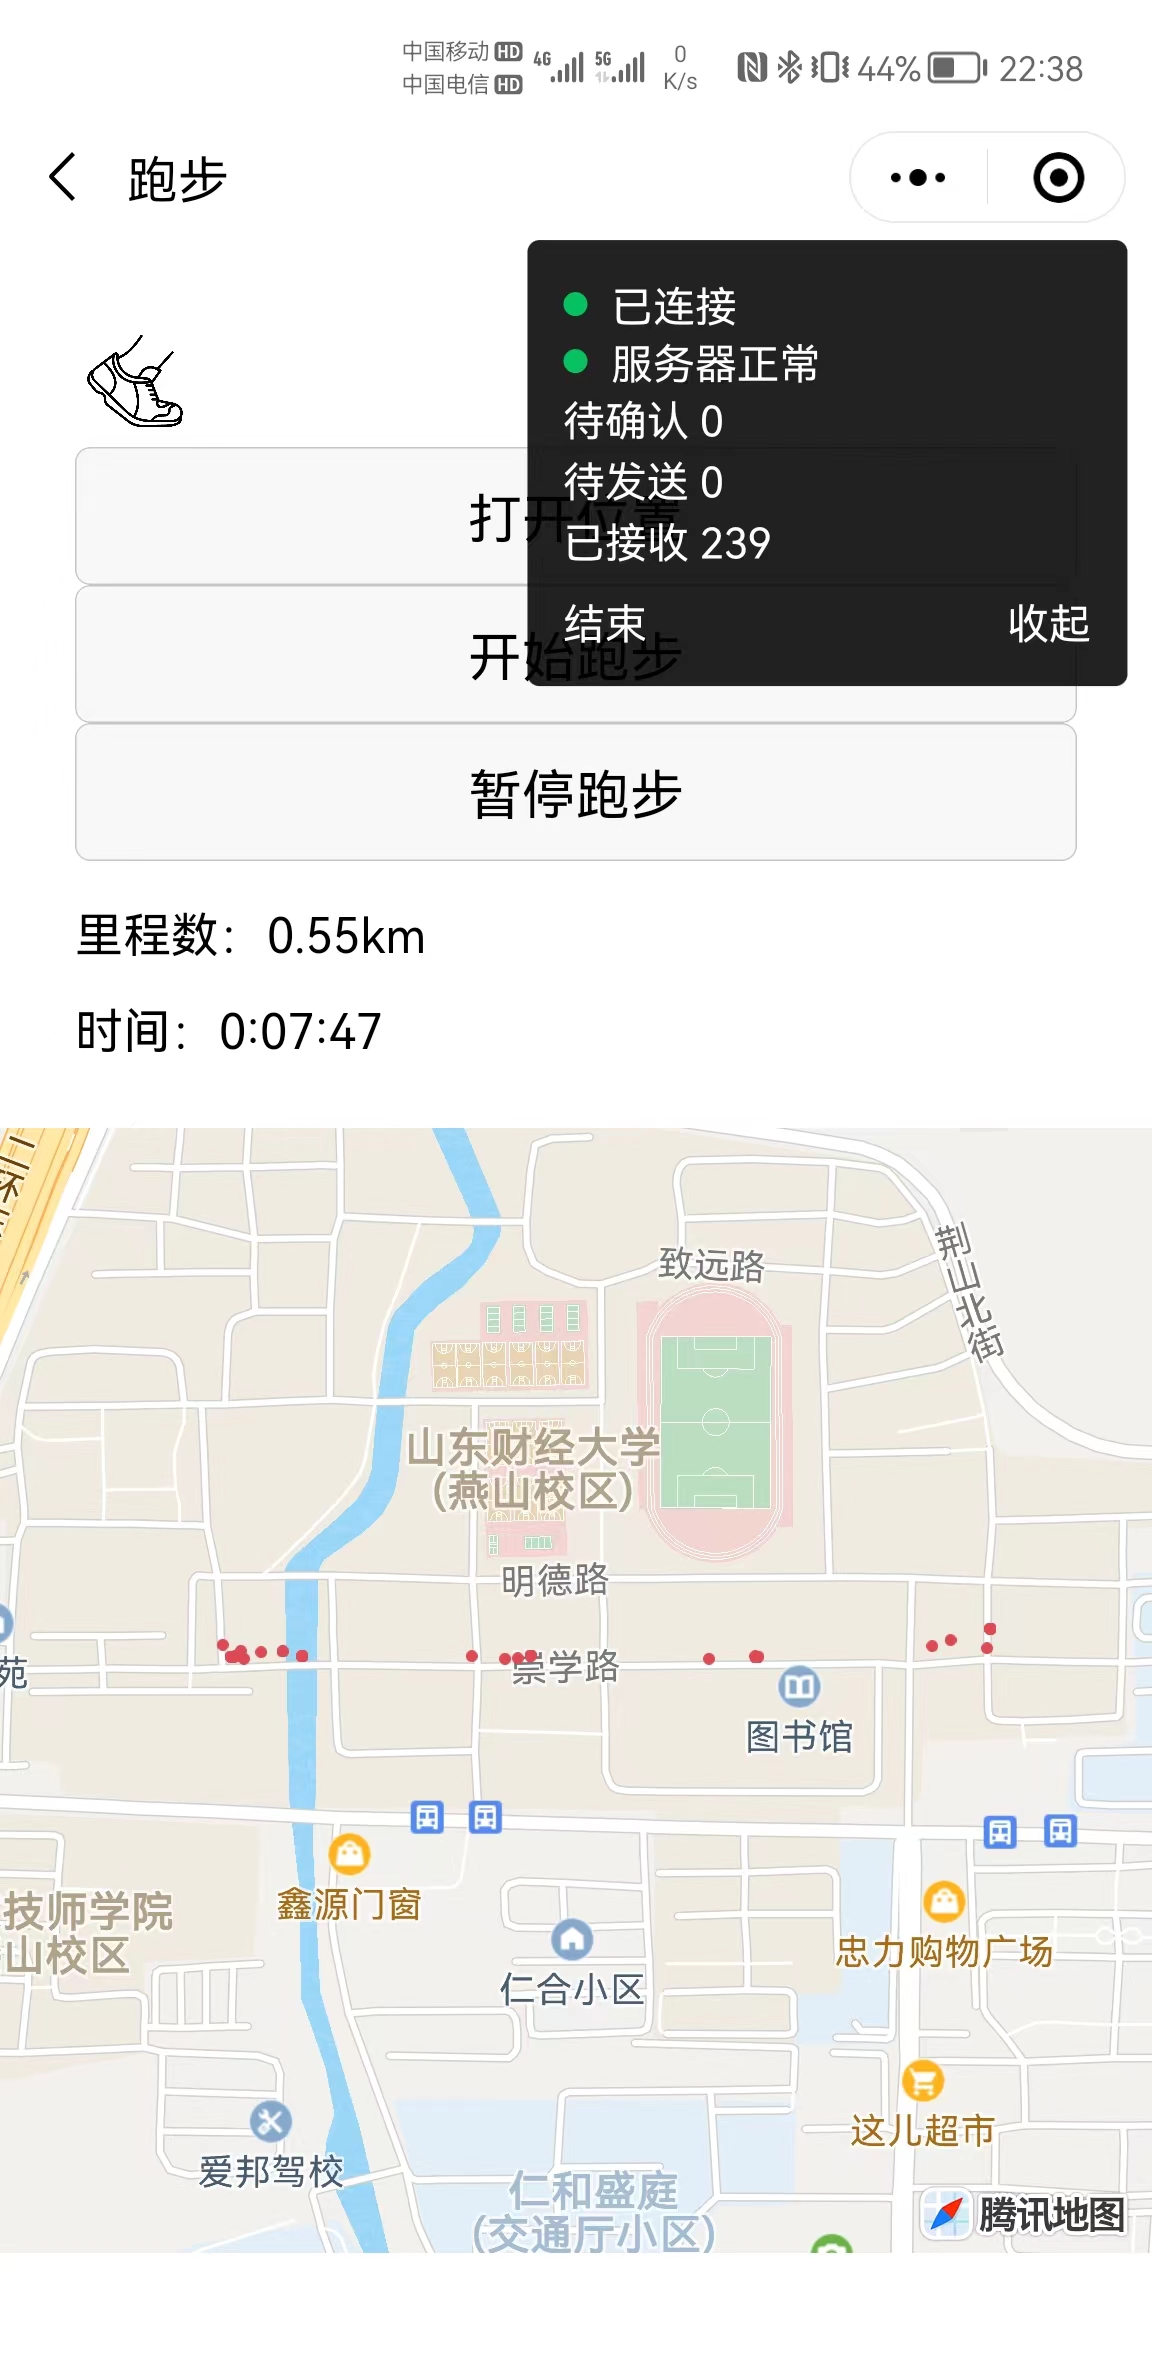 中国移动 HD 4G 5G 0 44% 22:38
中国电信 HD K/s
跑步
已连接
服务器正常
待确认 0
待发送 0
打开位置
已接收 239
结束 收起
开始跑步
暂停跑步
里程数：0.55km
时间：0:07:47
二环
致远路
荆山北街
山东财经大学
(燕山校区)
明德路
崇学路
苑
图书馆
鑫源门窗
技师学院
山校区
忠力购物广场
仁合小区
这儿超市
爱邦驾校
仁和盛庭
(交通厅小区)
腾讯地图